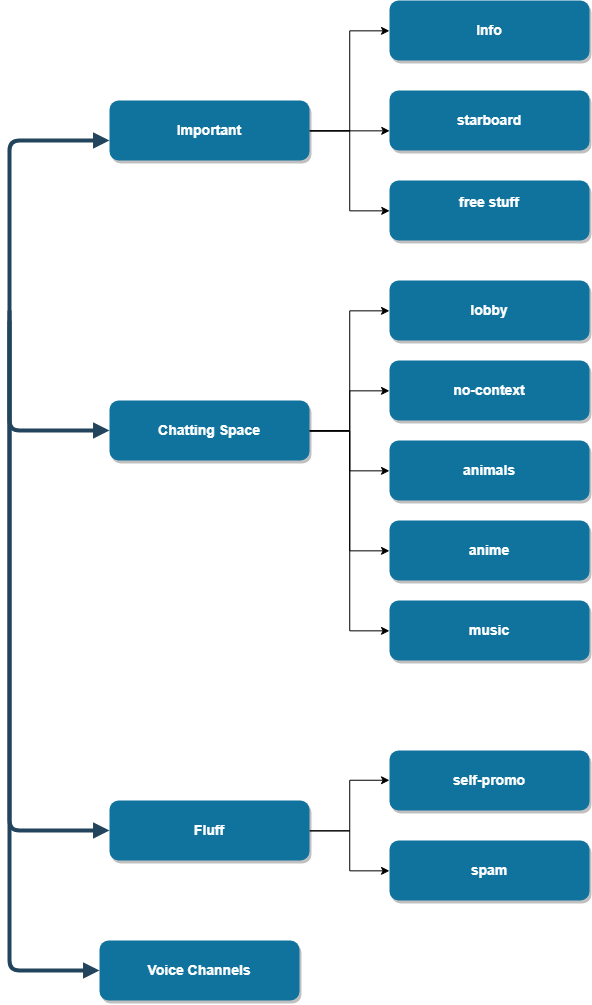 Important
Info
starboard
free stuff
Chatting Space
lobby
no-context
animals
anime
music
Fluff
self-promo
spam
Voice Channels